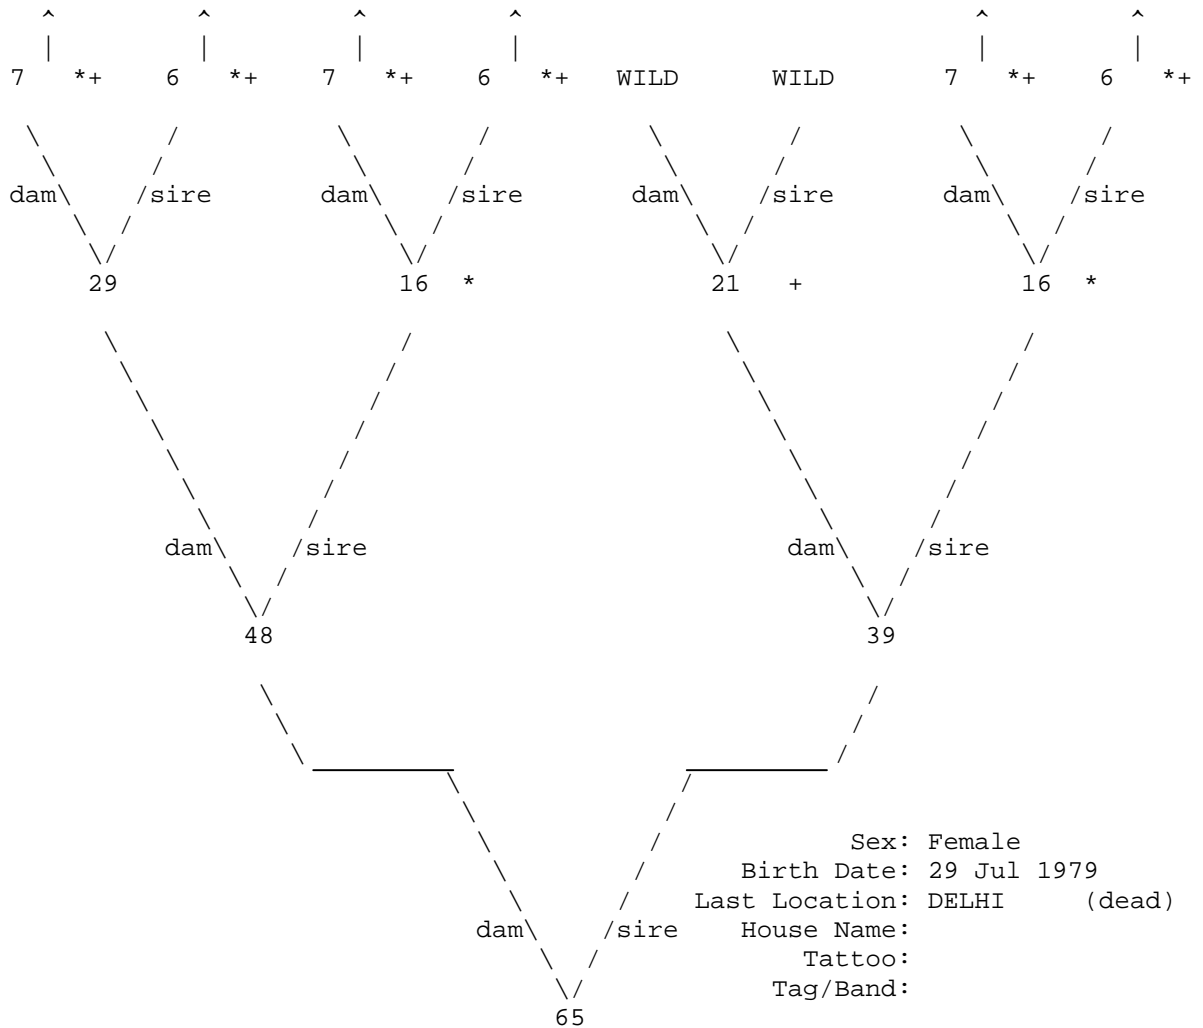 ^ ^ ^ ^ ^ ^
| | | | | |
7 *+ 6 *+ 7 *+ 6 *+ WILD WILD 7 *+ 6 *+
dam sire dam sire dam sire dam sire
29 16 * 21 + 16 *
dam sire dam sire
48 39
Sex: Female
Birth Date: 29 Jul 1979
Last Location: DELHI (dead)
dam sire House Name:
Tattoo:
Tag/Band:
65